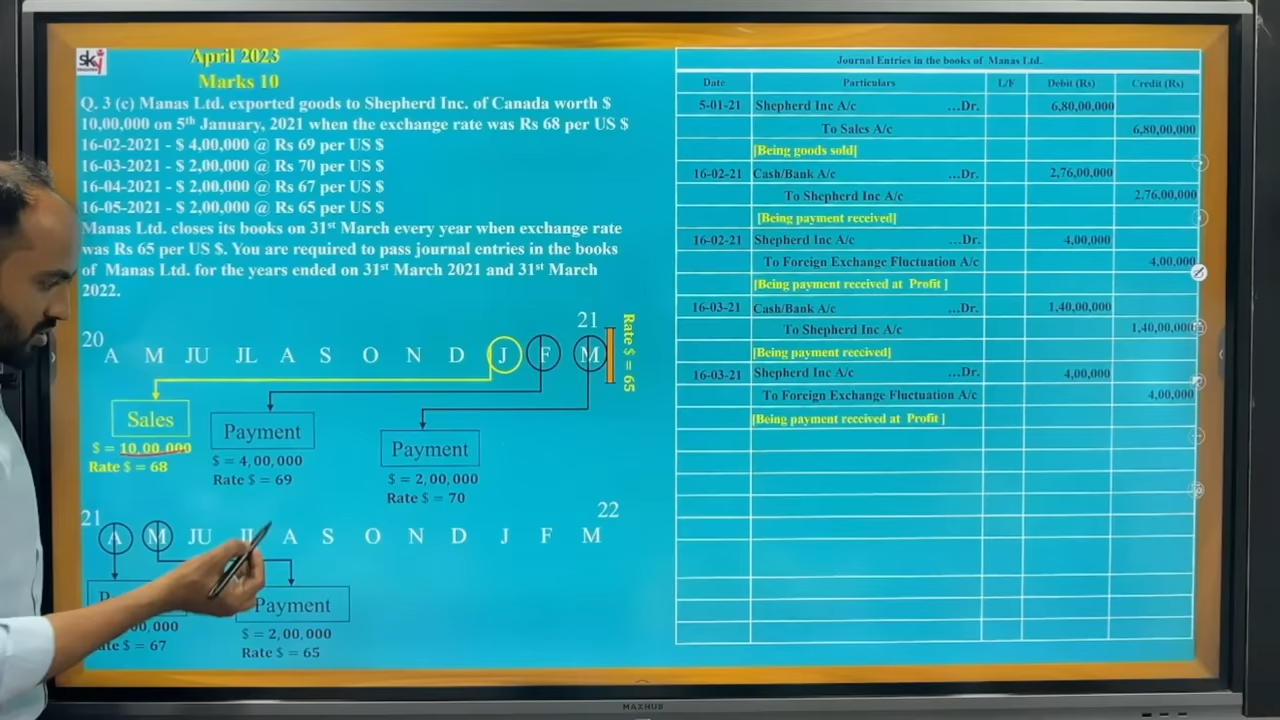 sky
April 2023
Marks 10
Q. 3 (c) Manas Ltd. exported goods to Shepherd Inc. of Canada worth $
10,00,000 on 5th January, 2021 when the exchange rate was Rs 68 per US $
16-02-2021 - $ 4,00,000 @ Rs 69 per US $
16-03-2021 - $ 2,00,000 @ Rs 70 per US $
16-04-2021 - $ 2,00,000 @ Rs 67 per US $
16-05-2021 - $ 2,00,000 @ Rs 65 per US $
Manas Ltd. closes its books on 31st March every year when exchange rate
was Rs 65 per US $. You are required to pass journal entries in the books
of Manas Ltd. for the years ended on 31st March 2021 and 31st March
2022.
20 21
A M JU JL A S O N D J F M
Rate $ = 65
Sales
$ = 10,00,000
Rate $ = 68
Payment
$ = 4,00,000
Rate $ = 69
Payment
$ = 2,00,000
Rate $ = 70
21 22
A M JU JL A S O N D J F M
P
00,000
ate $ = 67
Payment
$ = 2,00,000
Rate $ = 65
Journal Entries in the books of Manas Ltd.
Date Particulars L/F Debit (Rs) Credit (Rs)
5-01-21 Shepherd Inc A/c ...Dr. 6,80,00,000
To Sales A/c 6,80,00,000
[Being goods sold]
16-02-21 Cash/Bank A/c ...Dr. 2,76,00,000
To Shepherd Inc A/c 2,76,00,000
[Being payment received]
16-02-21 Shepherd Inc A/c ...Dr. 4,00,000
To Foreign Exchange Fluctuation A/c 4,00,000
[Being payment received at Profit ]
16-03-21 Cash/Bank A/c ...Dr. 1,40,00,000
To Shepherd Inc A/c 1,40,00,000
[Being payment received]
16-03-21 Shepherd Inc A/c ...Dr. 4,00,000
To Foreign Exchange Fluctuation A/c 4,00,000
[Being payment received at Profit ]
MAXHUB